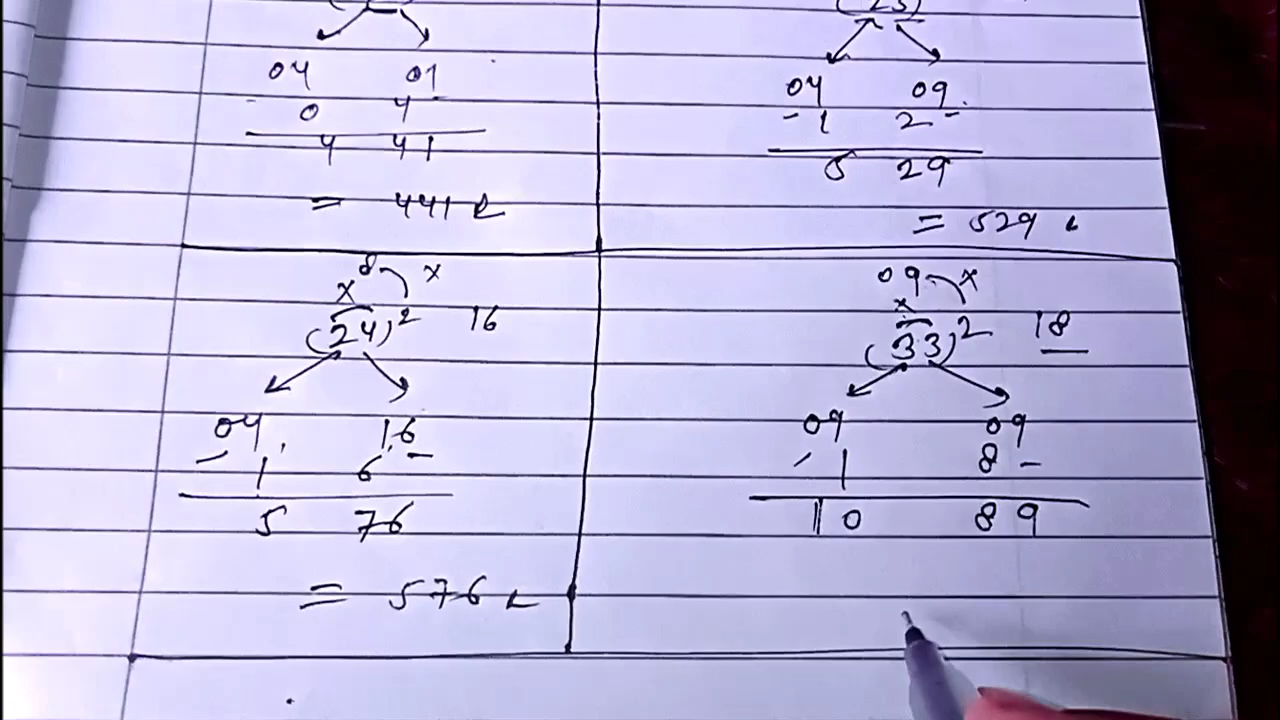 04 01
0 4
4 41
= 441
(23)
04 09
- 1 2 -
5 29
= 529
8 x
x
(24)² 16
04 16
- 1 6 -
5 76
= 576
09 x
x
(33)² 18
09 09
- 1 8 -
10 89